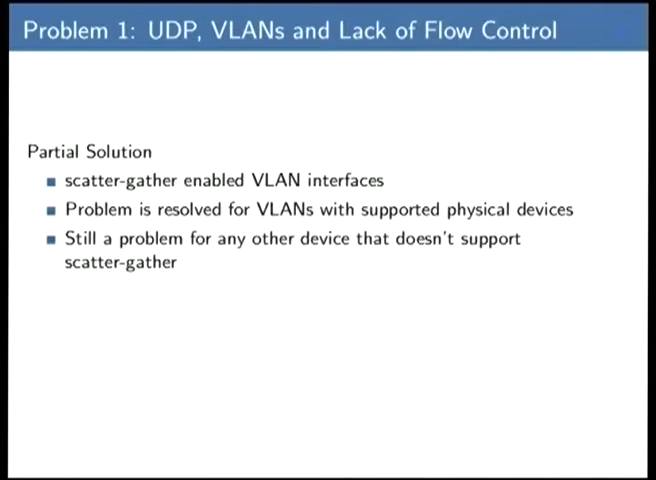 Problem 1: UDP, VLANs and Lack of Flow Control
Partial Solution
scatter-gather enabled VLAN interfaces
Problem is resolved for VLANs with supported physical devices
Still a problem for any other device that doesn't support
scatter-gather